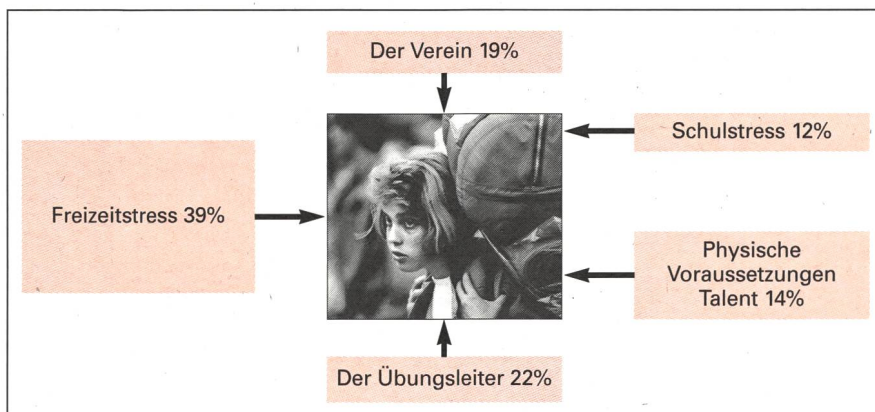 Der Verein 19%
Schulstress 12%
Freizeitstress 39%
Physische
Voraussetzungen
Talent 14%
Der Übungsleiter 22%